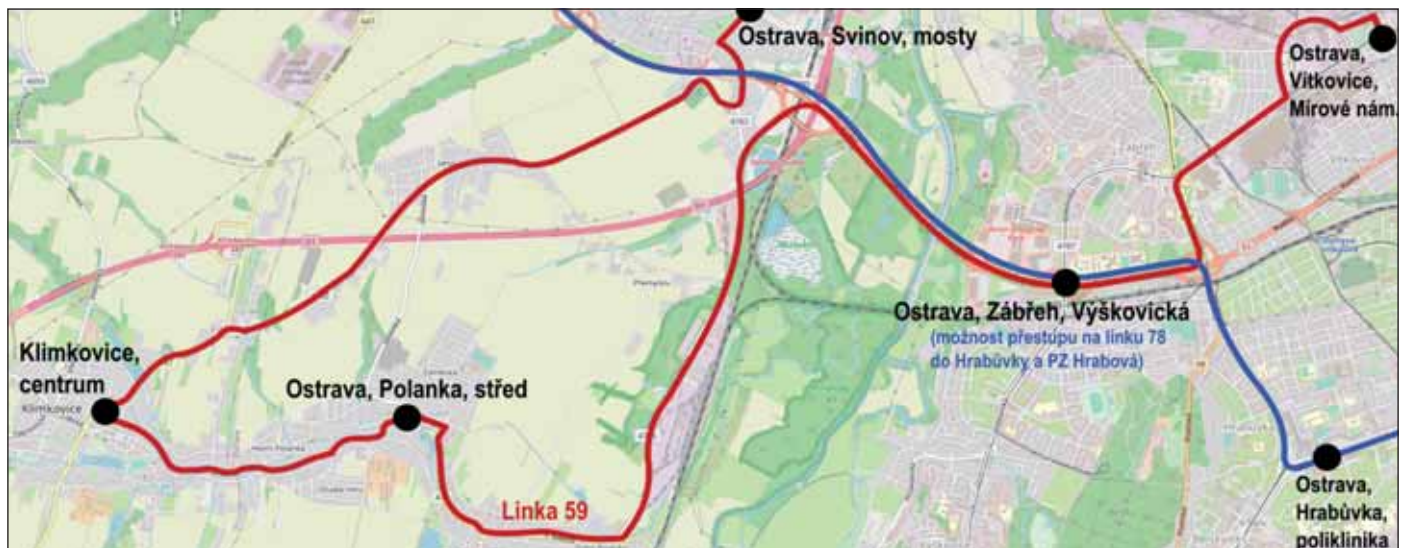 Ostrava, Svinov, mosty
Ostrava,
Vítkovice,
Mírové nám.
Ostrava, Zábřeh, Výškovická
(možnost přestupu na linku 78
do Hrabůvky a PZ Hrabová)
Klimkovice,
centrum
Klimkovice
Ostrava, Polanka, střed
Linka 59
Ostrava,
Hrabůvka,
poliklinika